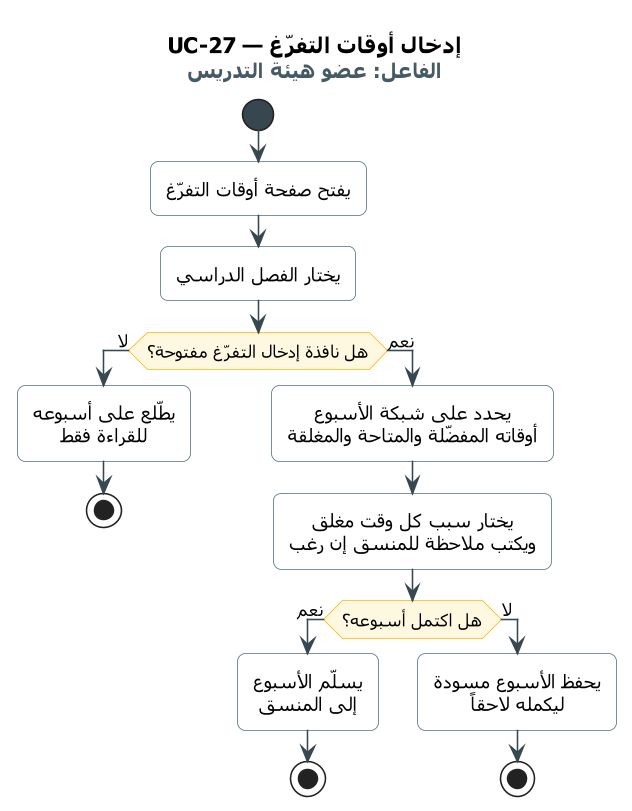 إدخال أوقات التفرّغ — UC-27
الفاعل: عضو هيئة التدريس
يفتح صفحة أوقات التفرّغ
يختار الفصل الدراسي
هل نافذة إدخال التفرّغ مفتوحة؟
نعم
لا
يحدد على شبكة الأسبوع
أوقاته المفضّلة والمتاحة والمغلقة
يطّلع على أسبوعه
للقراءة فقط
يختار سبب كل وقت مغلق
ويكتب ملاحظة للمنسق إن رغب
هل اكتمل أسبوعه؟
لا
نعم
يحفظ الأسبوع مسودة
ليكمله لاحقاً
يسلّم الأسبوع
إلى المنسق